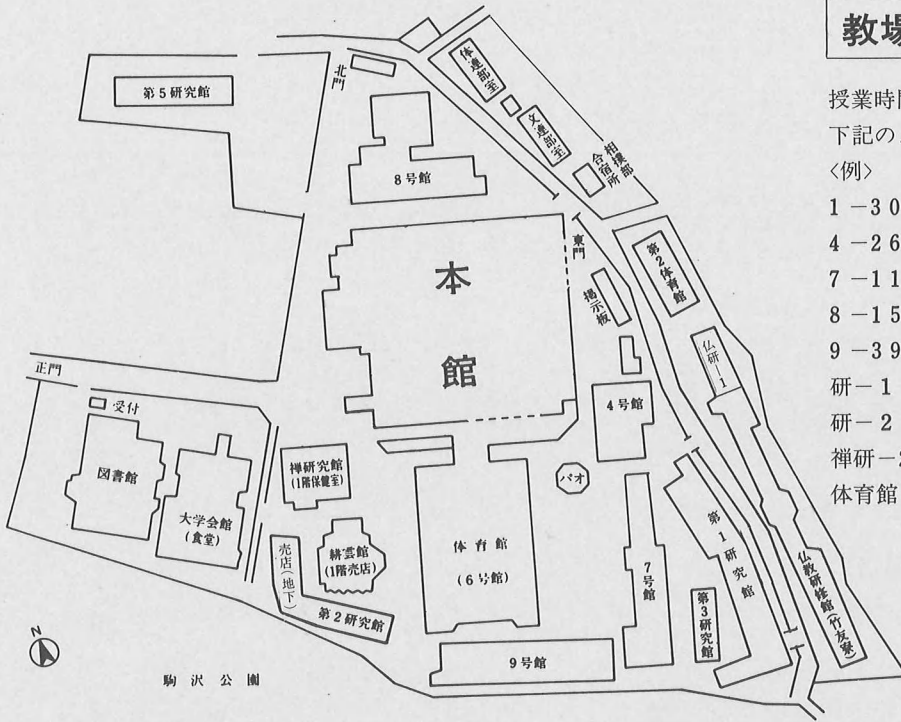 教場
授業時
下記の
〈例〉
1－30
4－26
7－11
8－15
9－39
研－1
研－2
禅研－2
体育館
北門
第5研究館
8号館
体連部室
文連部室
相撲部
合宿所
東門
第2体育館
掲示板
仏研－1
本館
4号館
正門
受付
図書館
大学会館
(食堂)
禅研究館
(1階保健室)
耕雲館
(1階売店)
売店(地下)
第2研究館
体育館
(6号館)
パオ
7号館
第1研究館
第3研究館
仏教研修館(竹友寮)
9号館
N
駒沢公園